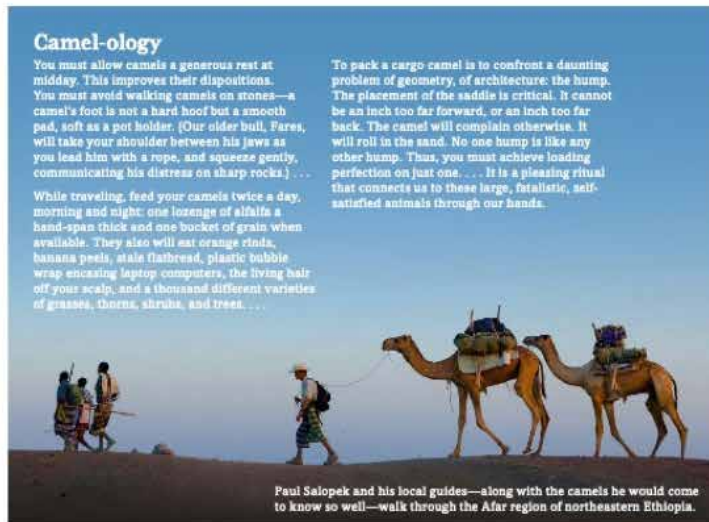 Camel-ology
You must allow camels a generous rest at
midday. This improves their dispositions.
You must avoid walking camels on stones—a
camel's foot is not a hard hoof but a smooth
pad, soft as a pot holder. (Our older bull, Fares,
will take your shoulder between his jaws as
you lead him with a rope, and squeeze gently,
communicating his distress on sharp rocks.) . . .
While traveling, feed your camels twice a day,
morning and night: one lozenge of alfalfa a
hand-span thick and one bucket of grain when
available. They also will eat orange rinds,
banana peels, stale flatbread, plastic bubble
wrap encasing laptop computers, the living hair
off your scalp, and a thousand different varieties
of grasses, thorns, shrubs, and trees. . . .
To pack a cargo camel is to confront a daunting
problem of geometry, of architecture: the hump.
The placement of the saddle is critical. It cannot
be an inch too far forward, or an inch too far
back. The camel will complain otherwise. It
will roll in the sand. No one hump is like any
other hump. Thus, you must achieve loading
perfection on just one. . . . It is a pleasing ritual
that connects us to these large, fatalistic, self-
satisfied animals through our hands.
Paul Salopek and his local guides—along with the camels he would come
to know so well—walk through the Afar region of northeastern Ethiopia.